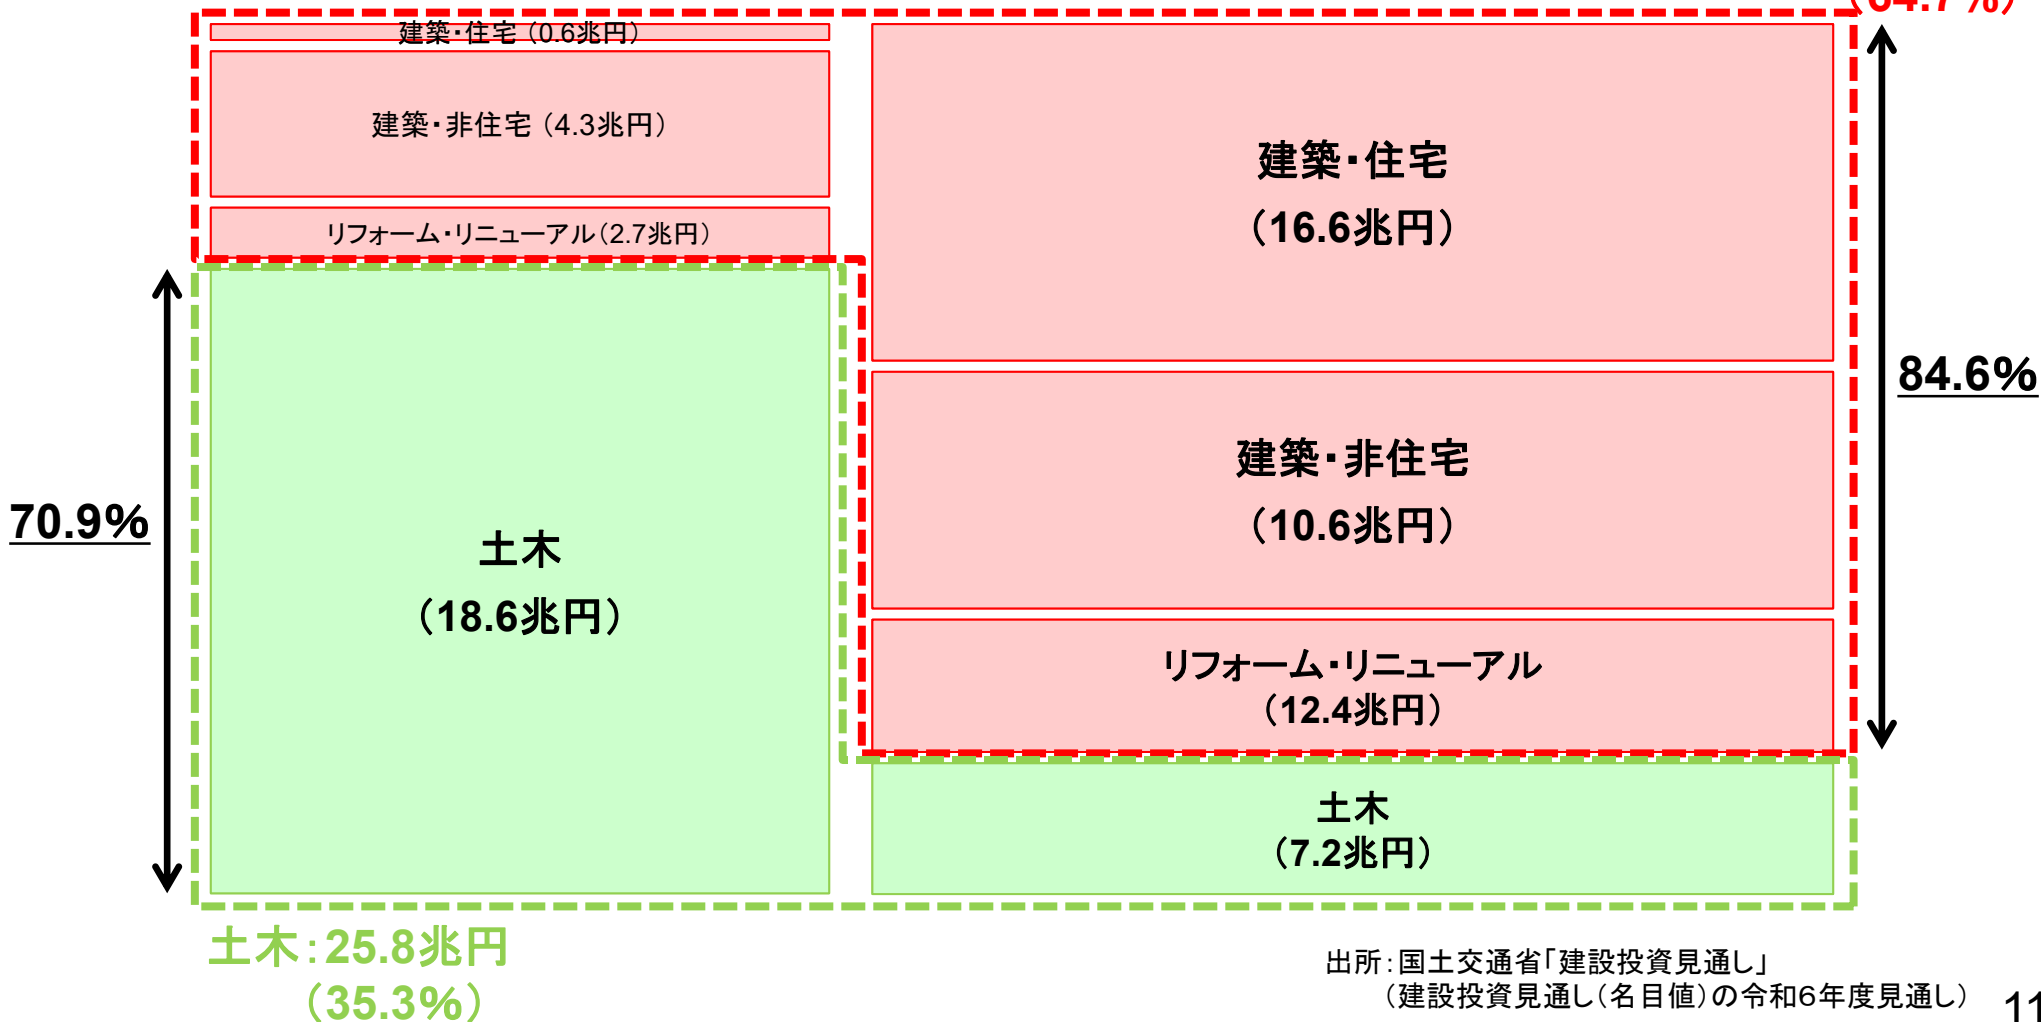 建築・住宅（0.6兆円）
建築・非住宅（4.3兆円）
リフォーム・リニューアル（2.7兆円）
70.9%
土木
（18.6兆円）
建築・住宅
（16.6兆円）
建築・非住宅
（10.6兆円）
リフォーム・リニューアル
（12.4兆円）
84.6%
土木
（7.2兆円）
土木：25.8兆円
（35.3%）
出所：国土交通省「建設投資見通し」
（建設投資見通し（名目値）の令和６年度見通し）
11